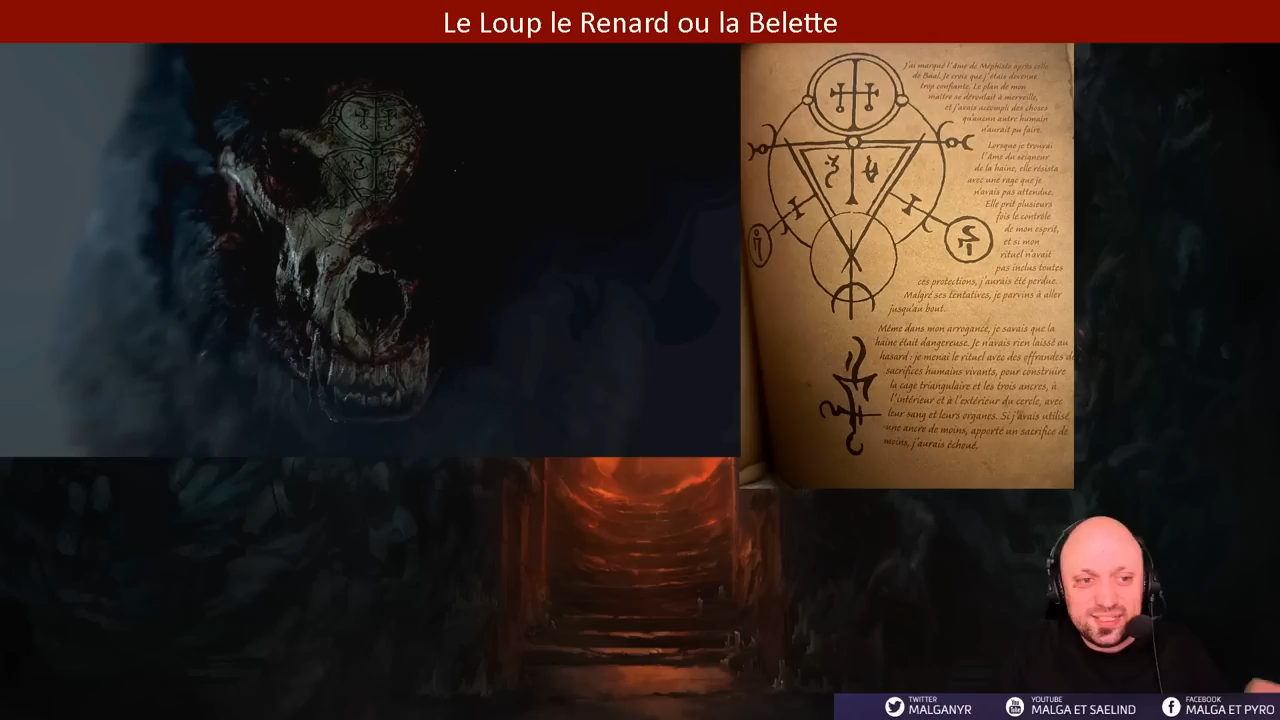 Le Loup le Renard ou la Belette
J'ai marqué l'âme de Méphisto après celle
de Baal. Je crois que j'étais devenue
trop confiante. Le plan de mon
maître se déroulait à merveille,
et j'avais accompli des choses
qu'aucun autre humain
n'aurait pu faire.
Lorsque je trouvai
l'âme du seigneur
de la haine, elle résista
avec une rage que je
n'avais pas attendue.
Elle prit plusieurs
fois le contrôle
de mon esprit,
et si mon
rituel n'avait
pas inclus toutes
ces protections, j'aurais été perdue.
Malgré ses tentatives, je parvins à aller
jusqu'au bout.
Même dans mon arrogance, je savais que la
haine était dangereuse. Je n'avais rien laissé au
hasard : je menai le rituel avec des offrandes de
sacrifices humains vivants, pour construire
la cage triangulaire et les trois ancres, à
l'intérieur et à l'extérieur du cercle, avec
leur sang et leurs organes. Si j'avais utilisé
une ancre de moins, apporté un sacrifice de
moins, j'aurais échoué.
TWITTER
MALGANYR
YOUTUBE
MALGA ET SAELIND
FACEBOOK
MALGA ET PYRO